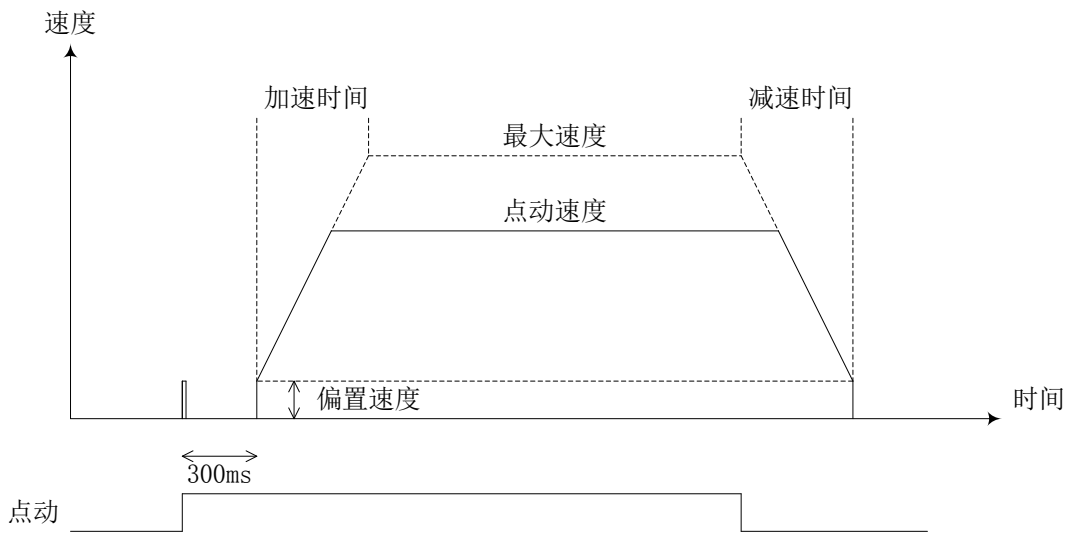 速度
加速时间
减速时间
最大速度
点动速度
偏置速度
时间
300ms
点动